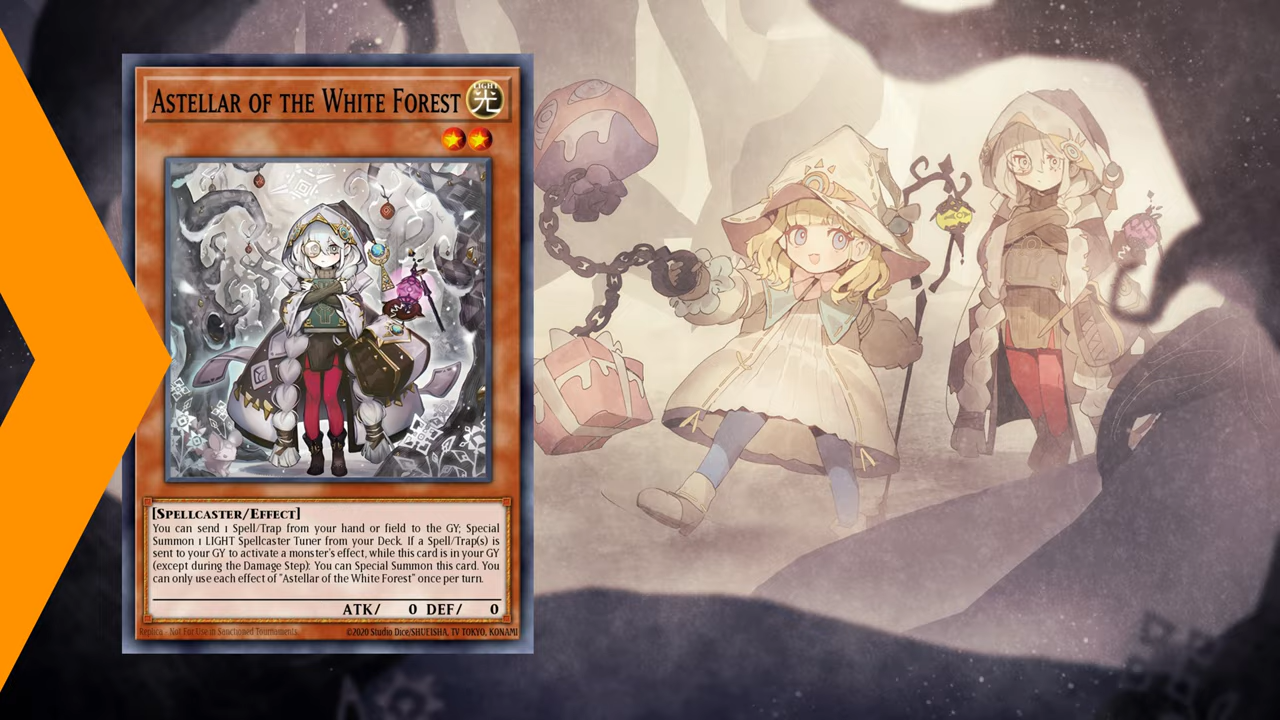 ASTELLAR OF THE WHITE FOREST
LIGHT
光
[SPELLCASTER/EFFECT]
You can send 1 Spell/Trap from your hand or field to the GY; Special
Summon 1 LIGHT Spellcaster Tuner from your Deck. If a Spell/Trap(s) is
sent to your GY to activate a monster's effect, while this card is in your GY
(except during the Damage Step): You can Special Summon this card. You
can only use each effect of "Astellar of the White Forest" once per turn.
ATK/ 0 DEF/ 0
Replica - Not For Use in Sanctioned Tournaments
©2020 Studio Dice/SHUEISHA, TV TOKYO, KONAMI